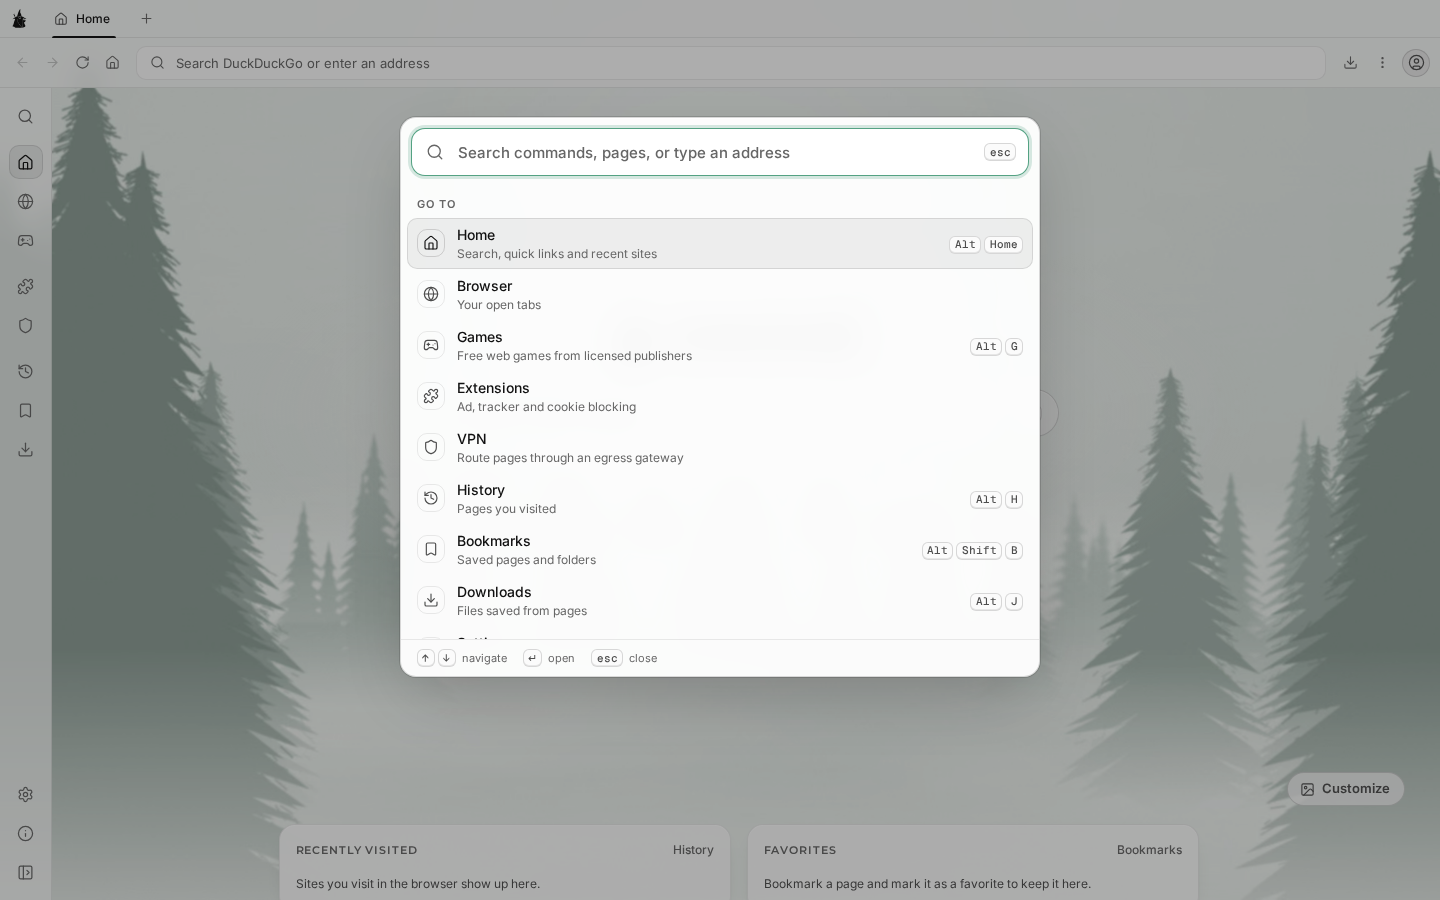 Home
Search DuckDuckGo or enter an address
Search commands, pages, or type an address
esc
GO TO
Home
Search, quick links and recent sites
Alt Home
Browser
Your open tabs
Games
Free web games from licensed publishers
Alt G
Extensions
Ad, tracker and cookie blocking
VPN
Route pages through an egress gateway
History
Pages you visited
Alt H
Bookmarks
Saved pages and folders
Alt Shift B
Downloads
Files saved from pages
Alt J
navigate
open
esc close
Customize
RECENTLY VISITED
History
Sites you visit in the browser show up here.
FAVORITES
Bookmarks
Bookmark a page and mark it as a favorite to keep it here.